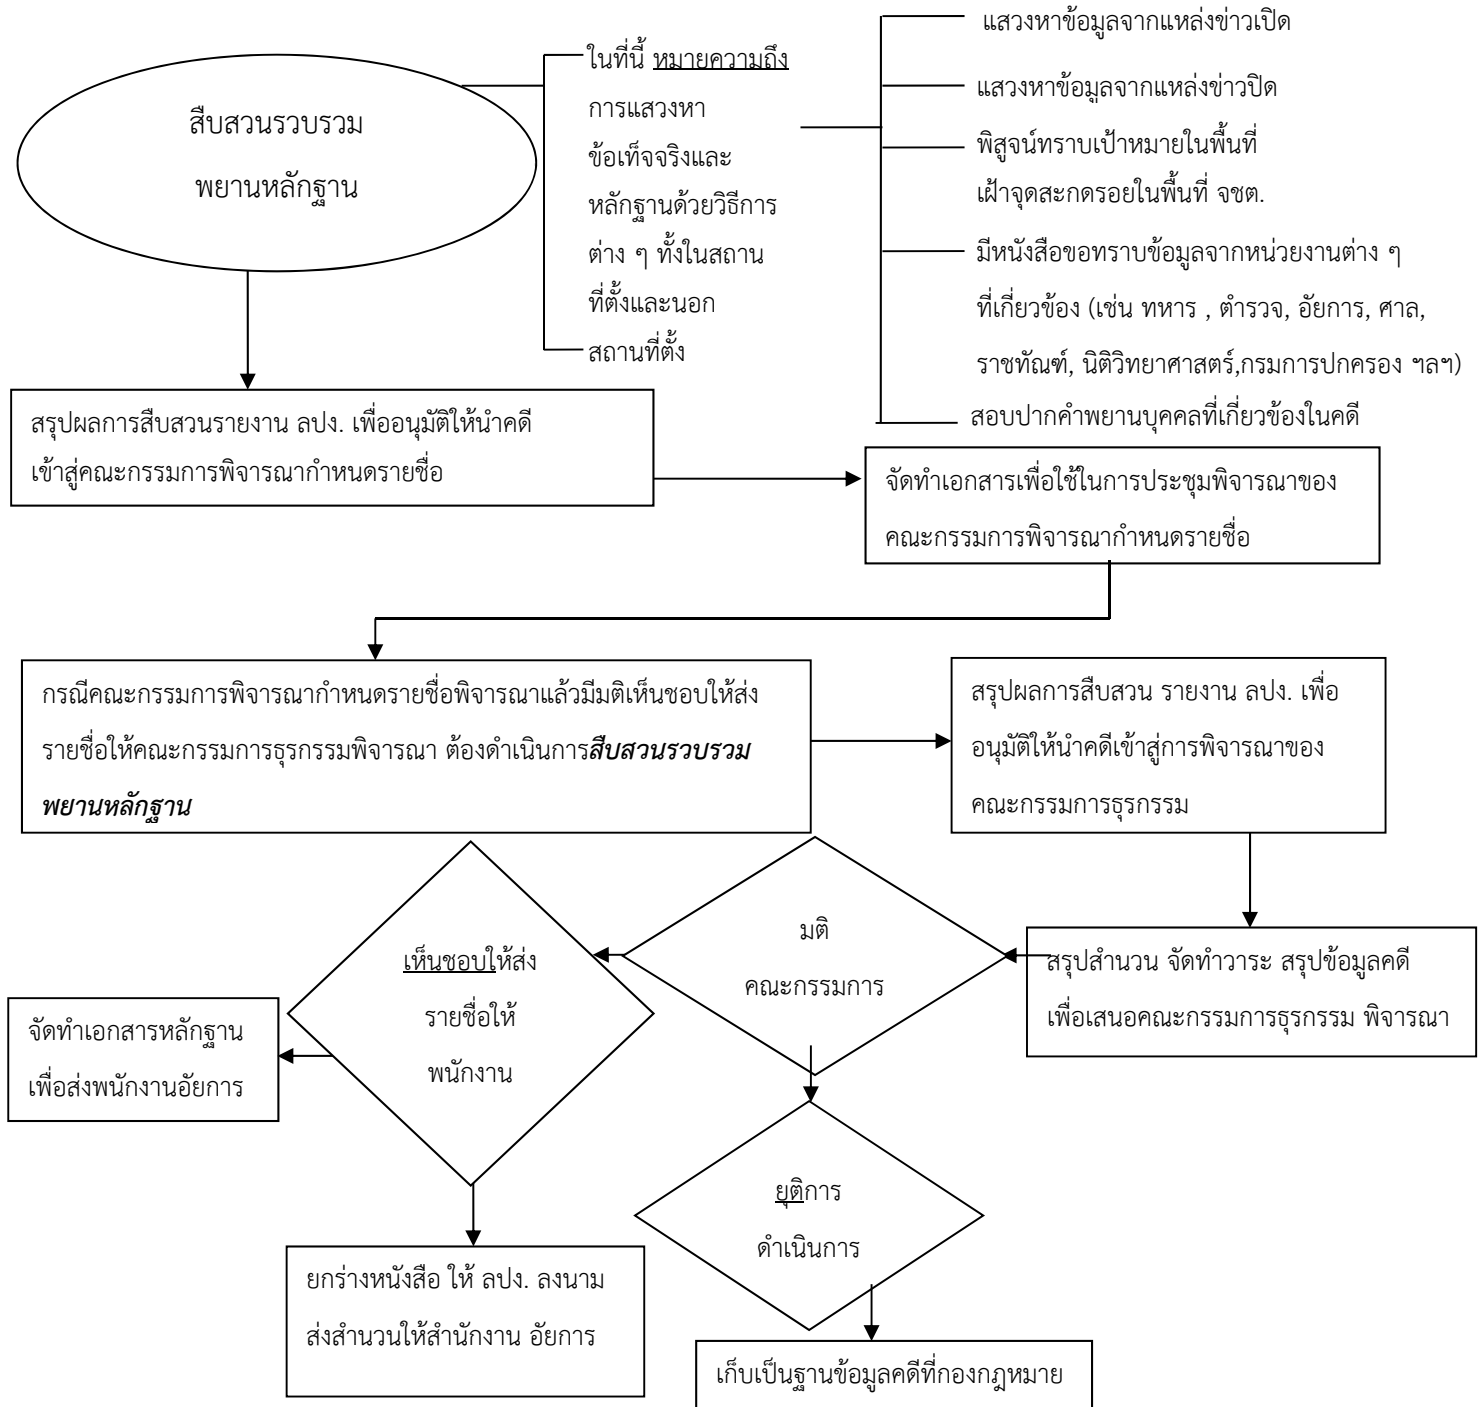 สืบสวนรวบรวม
พยานหลักฐาน
ในที่นี้ หมายความถึง
การแสวงหา
ข้อเท็จจริงและ
หลักฐานด้วยวิธีการ
ต่าง ๆ ทั้งในสถาน
ที่ตั้งและนอก
สถานที่ตั้ง
แสวงหาข้อมูลจากแหล่งข่าวเปิด
แสวงหาข้อมูลจากแหล่งข่าวปิด
พิสูจน์ทราบเป้าหมายในพื้นที่
เฝ้าจุดสะกดรอยในพื้นที่ จชต.
มีหนังสือขอทราบข้อมูลจากหน่วยงานต่าง ๆ
ที่เกี่ยวข้อง (เช่น ทหาร , ตำรวจ, อัยการ, ศาล,
ราชทัณฑ์, นิติวิทยาศาสตร์,กรมการปกครอง ฯลฯ)
สอบปากคำพยานบุคคลที่เกี่ยวข้องในคดี
สรุปผลการสืบสวนรายงาน ลปง. เพื่ออนุมัติให้นำคดี
เข้าสู่คณะกรรมการพิจารณากำหนดรายชื่อ
จัดทำเอกสารเพื่อใช้ในการประชุมพิจารณาของ
คณะกรรมการพิจารณากำหนดรายชื่อ
กรณีคณะกรรมการพิจารณากำหนดรายชื่อพิจารณาแล้วมีมติเห็นชอบให้ส่ง
รายชื่อให้คณะกรรมการธุรกรรมพิจารณา ต้องดำเนินการสืบสวนรวบรวม
พยานหลักฐาน
สรุปผลการสืบสวน รายงาน ลปง. เพื่อ
อนุมัติให้นำคดีเข้าสู่การพิจารณาของ
คณะกรรมการธุรกรรม
สรุปสำนวน จัดทำวาระ สรุปข้อมูลคดี
เพื่อเสนอคณะกรรมการธุรกรรม พิจารณา
มติ
คณะกรรมการ
เห็นชอบให้ส่ง
รายชื่อให้
พนักงาน
จัดทำเอกสารหลักฐาน
เพื่อส่งพนักงานอัยการ
ยุติการ
ดำเนินการ
ยกร่างหนังสือ ให้ ลปง. ลงนาม
ส่งสำนวนให้สำนักงาน อัยการ
เก็บเป็นฐานข้อมูลคดีที่กองกฎหมาย